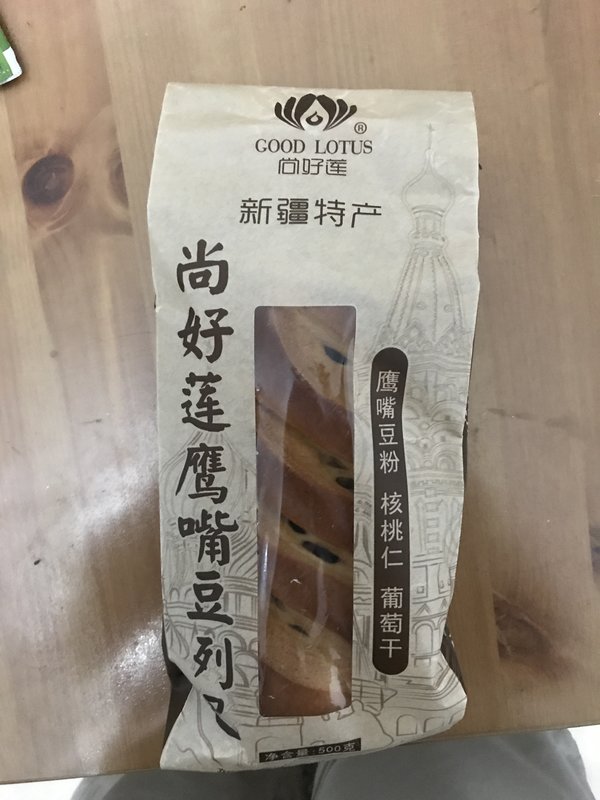 GOOD LOTUS
尚好莲
新疆特产
尚好莲鹰嘴豆列
鹰嘴豆粉 核桃仁 葡萄干
净含量:500克